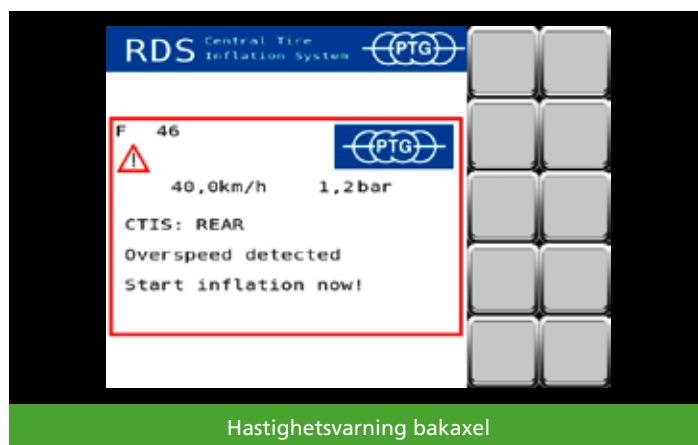 RDS Central Tire
Inflation System
PTG
F 46
PTG
40,0km/h 1,2bar
CTIS: REAR
Overspeed detected
Start inflation now!
Hastighetsvarning bakaxel